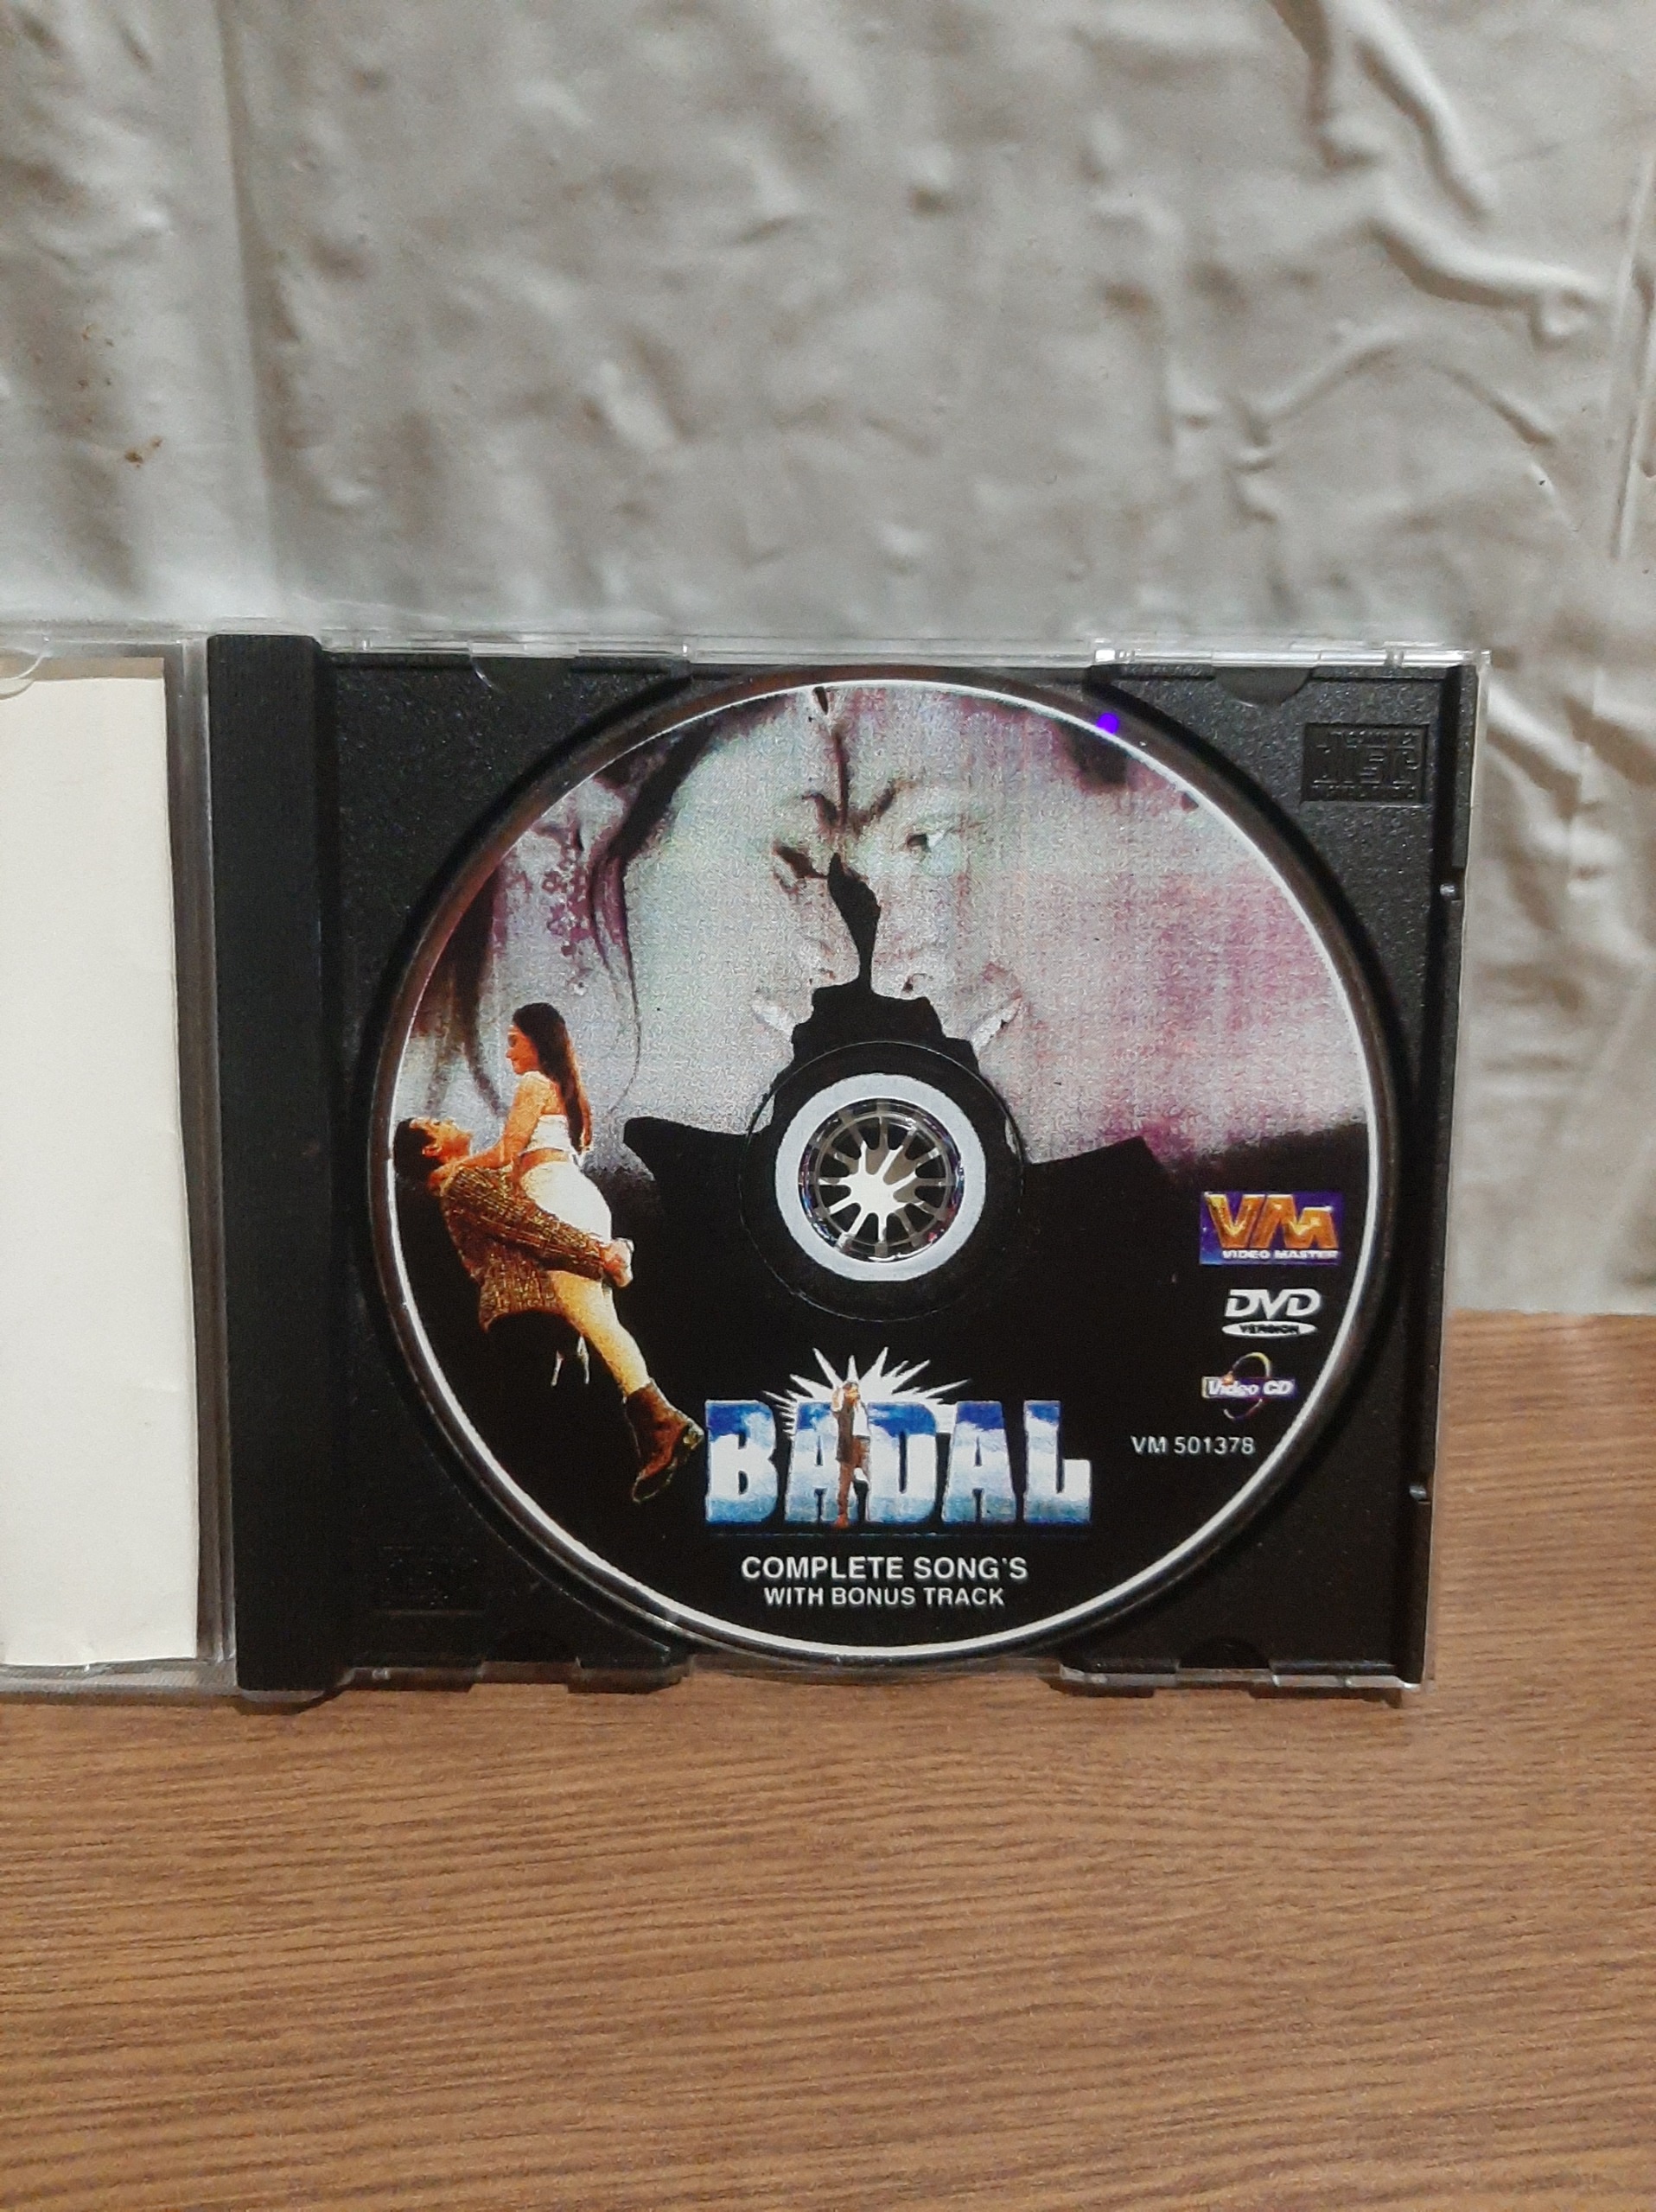 VM
VIDEO MASTER
DVD
VERSION
Video CD
VM 501378
BADAL
COMPLETE SONG'S
WITH BONUS TRACK